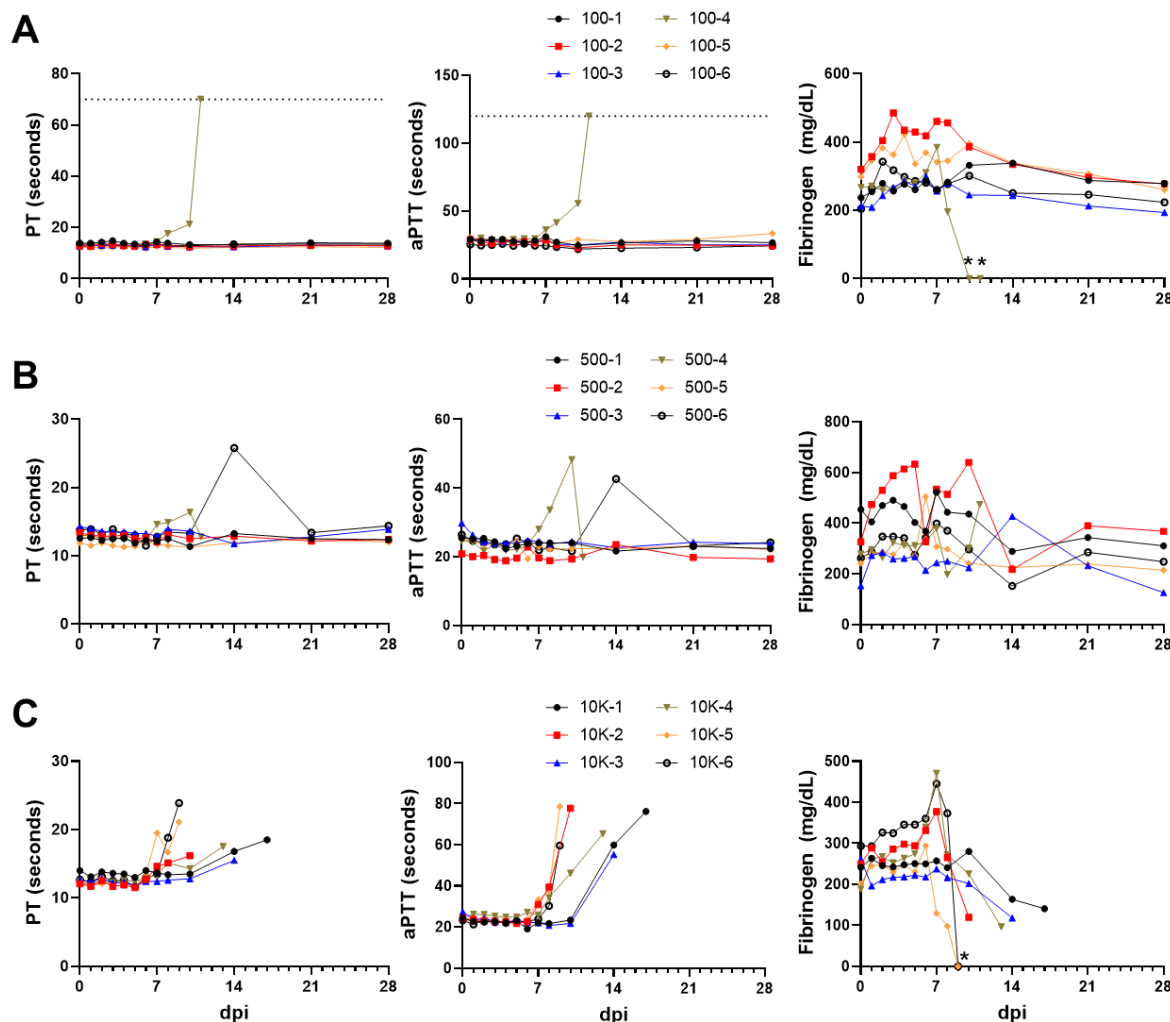 A
100-1 100-4
100-2 100-5
100-3 100-6
PT (seconds)
80
60
40
20
0
0 7 14 21 28
aPTT (seconds)
150
100
50
0
0 7 14 21 28
Fibrinogen (mg/dL)
600
400
200
0
* *
0 7 14 21 28
B
500-1 500-4
500-2 500-5
500-3 500-6
PT (seconds)
30
20
10
0
0 7 14 21 28
aPTT (seconds)
60
40
20
0
0 7 14 21 28
Fibrinogen (mg/dL)
800
600
400
200
0
0 7 14 21 28
C
10K-1 10K-4
10K-2 10K-5
10K-3 10K-6
PT (seconds)
30
20
10
0
0 7 14 21 28
dpi
aPTT (seconds)
100
80
60
40
20
0
0 7 14 21 28
dpi
Fibrinogen (mg/dL)
500
400
300
200
100
0
*
0 7 14 21 28
dpi